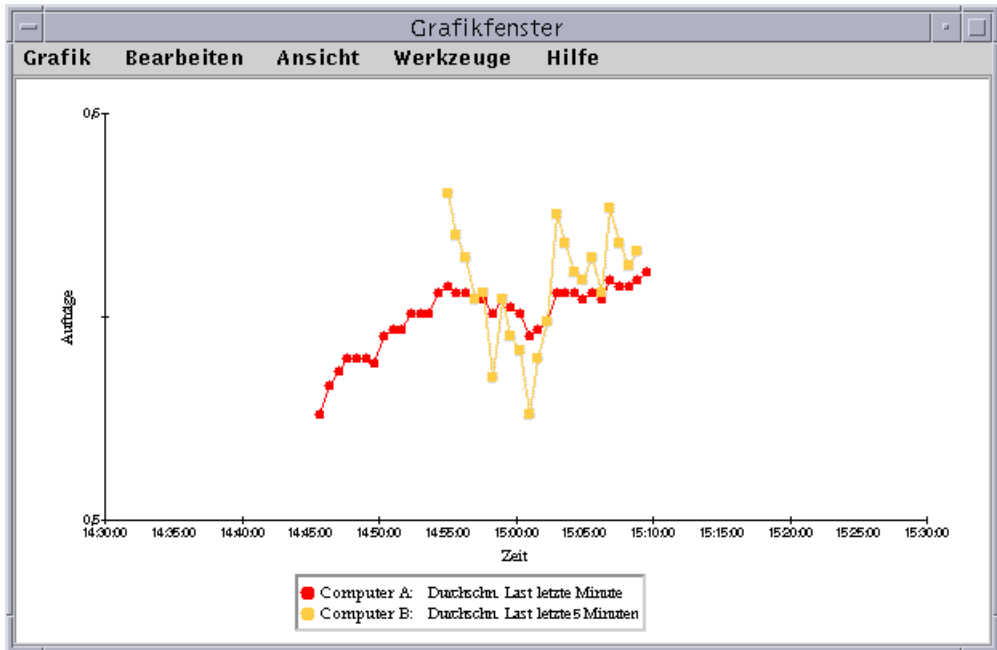 Grafikfenster
Grafik Bearbeiten Ansicht Werkzeuge Hilfe
0,6
Aufträge
0,5
14:30:00 14:35:00 14:40:00 14:45:00 14:50:00 14:55:00 15:00:00 15:05:00 15:10:00 15:15:00 15:20:00 15:25:00 15:30:00
Zeit
Computer A: Durchschn. Last letzte Minute
Computer B: Durchschn. Last letzte 5 Minuten